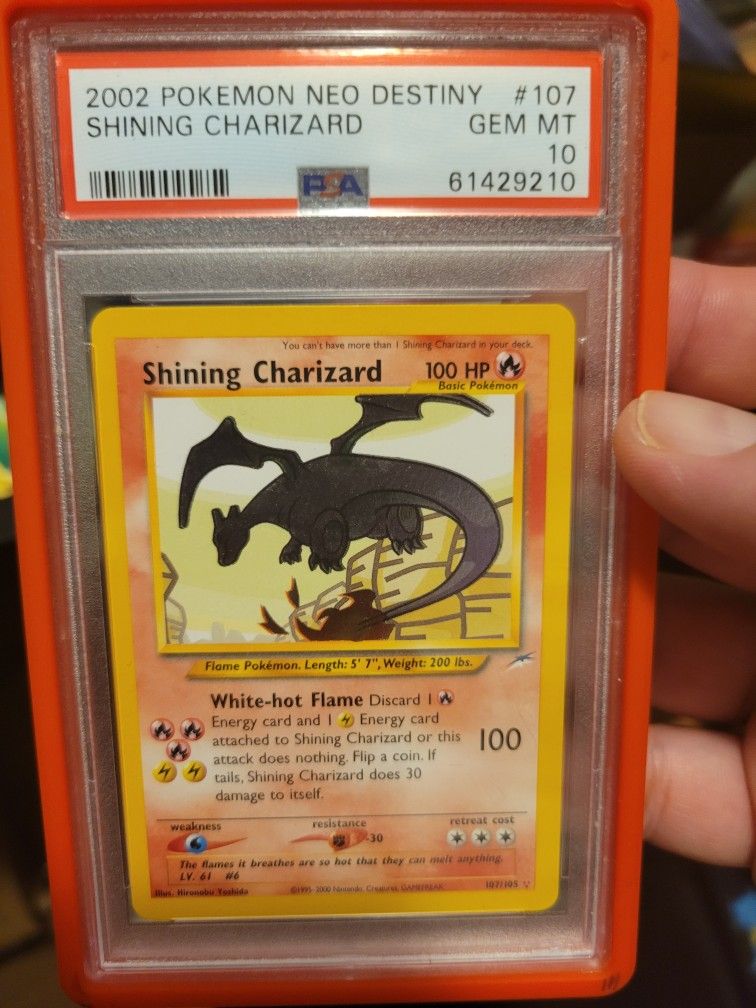 2002 POKEMON NEO DESTINY #107
SHINING CHARIZARD GEM MT
10
PSA 61429210
You can't have more than 1 Shining Charizard in your deck.
Shining Charizard 100 HP
Basic Pokémon
Flame Pokémon. Length: 5' 7", Weight: 200 lbs.
White-hot Flame Discard 1
Energy card and 1 Energy card
attached to Shining Charizard or this
attack does nothing. Flip a coin. If
tails, Shining Charizard does 30
damage to itself.
100
weakness resistance retreat cost
-30
The flames it breathes are so hot that they can melt anything.
LV. 61 #6
Illus. Hironobu Yoshida ©1995-2000 Nintendo, Creatures, GAMEFREAK. 107/105